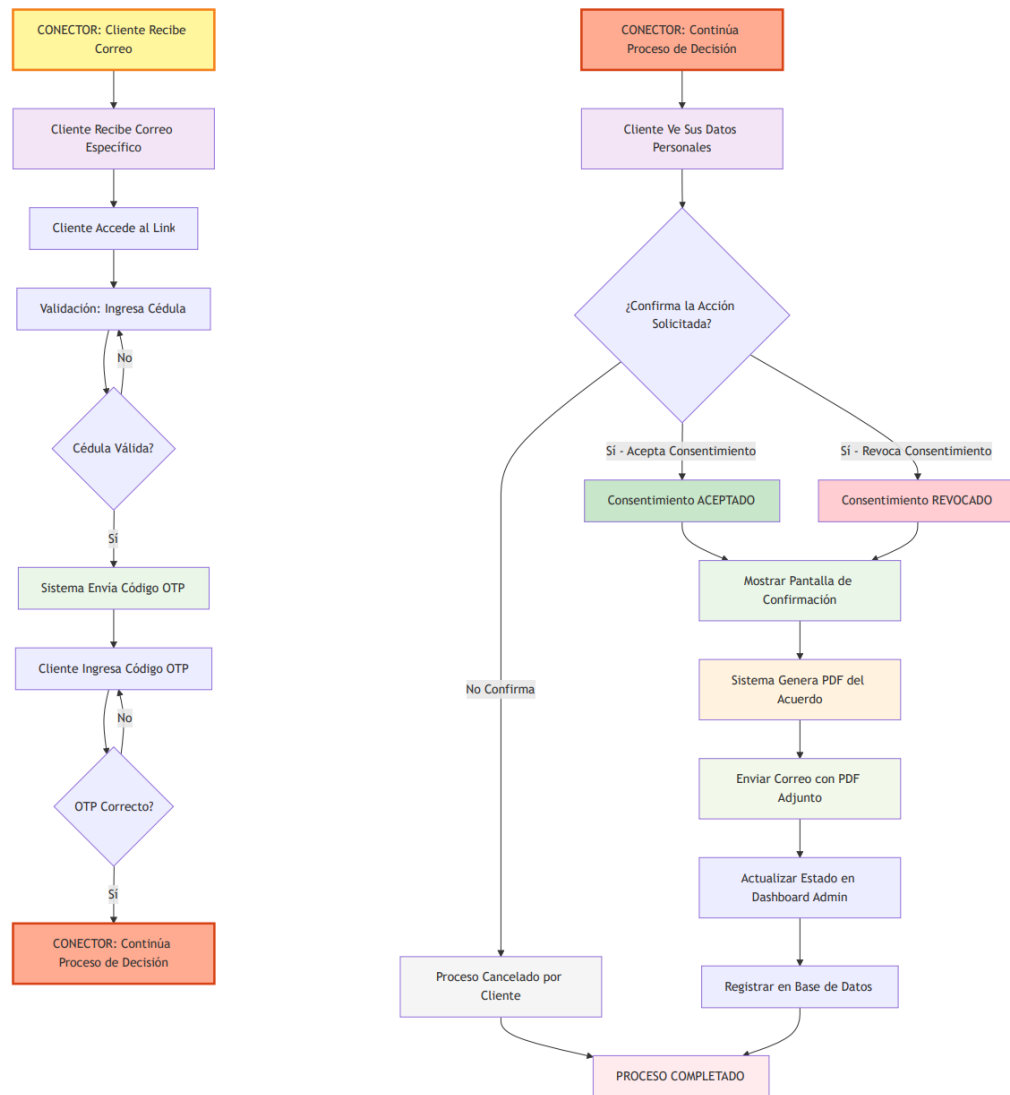 CONECTOR: Cliente Recibe
Correo
Cliente Recibe Correo
Específico
Cliente Accede al Link
Validación: Ingresa Cédula
No
Cédula Válida?
Sí
Sistema Envía Código OTP
Cliente Ingresa Código OTP
No
OTP Correcto?
Sí
CONECTOR: Continúa
Proceso de Decisión
CONECTOR: Continúa
Proceso de Decisión
Cliente Ve Sus Datos
Personales
¿Confirma la Acción
Solicitada?
Sí - Acepta Consentimiento
Sí - Revoca Consentimiento
Consentimiento ACEPTADO
Consentimiento REVOCADO
Mostrar Pantalla de
Confirmación
No Confirma
Sistema Genera PDF del
Acuerdo
Enviar Correo con PDF
Adjunto
Actualizar Estado en
Dashboard Admin
Proceso Cancelado por
Cliente
Registrar en Base de Datos
PROCESO COMPLETADO